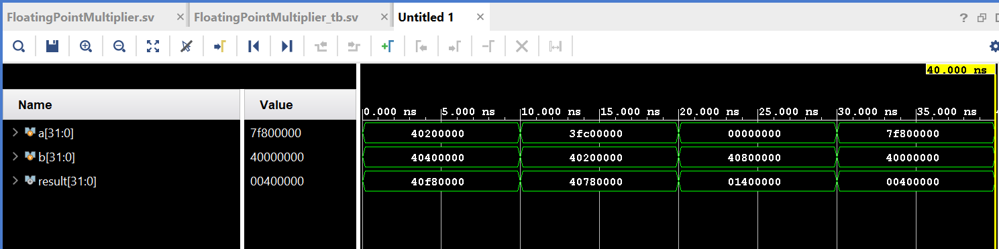 FloatingPointMultiplier.sv × FloatingPointMultiplier_tb.sv × Untitled 1 × ?
40.000 ns
Name Value 0.000 ns 5.000 ns 10.000 ns 15.000 ns 20.000 ns 25.000 ns 30.000 ns 35.000 ns
a[31:0] 7f800000 40200000 3fc00000 00000000 7f800000
b[31:0] 40000000 40400000 40200000 40800000 40000000
result[31:0] 00400000 40f80000 40780000 01400000 00400000